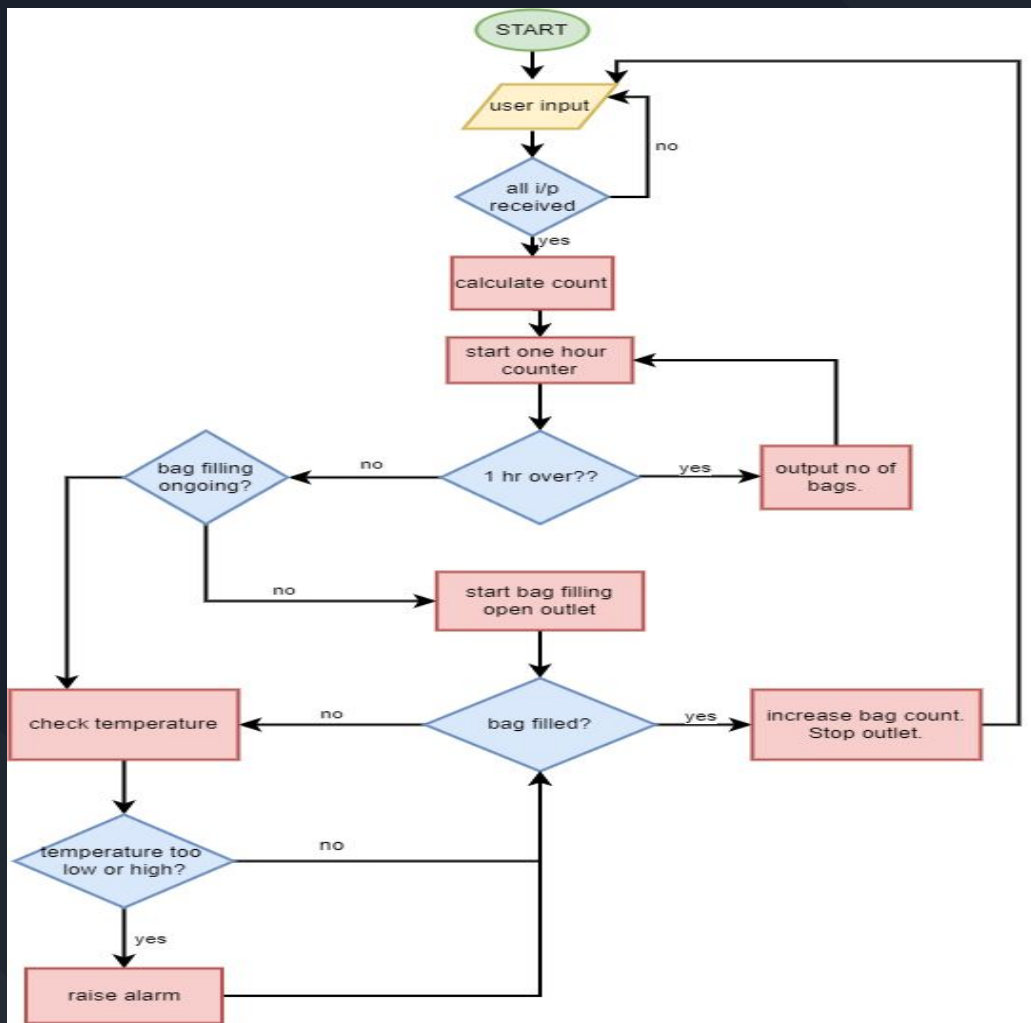 START
user input
no
all i/p
received
yes
calculate count
start one hour
counter
bag filling
ongoing?
no
1 hr over??
yes
output no of
bags.
no
start bag filling
open outlet
check temperature
no
bag filled?
yes
increase bag count.
Stop outlet.
temperature too
low or high?
no
yes
raise alarm